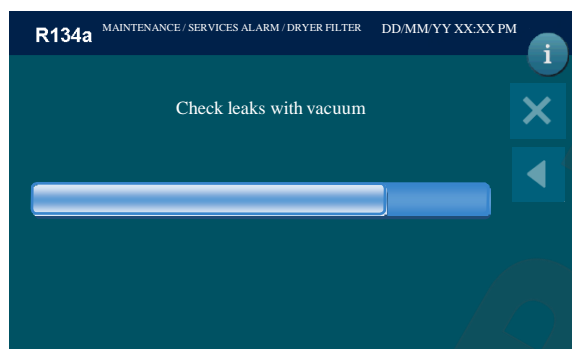 R134a MAINTENANCE / SERVICES ALARM / DRYER FILTER DD/MM/YY XX:XX PM
i
Check leaks with vacuum